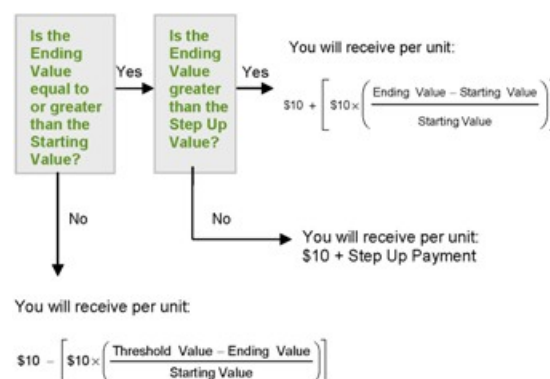 Is the
Ending
Value
equal to
or greater
than the
Starting
Value?
Yes
Is the
Ending
Value
greater
than the
Step Up
Value?
Yes
You will receive per unit:
$10 + [ $10 × ( Ending Value – Starting Value
Starting Value )
No
No
You will receive per unit:
$10 + Step Up Payment
You will receive per unit:
$10 – [ $10 × ( Threshold Value – Ending Value
Starting Value ) ]